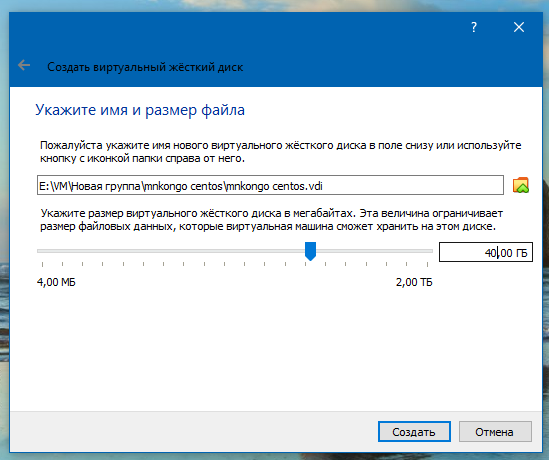 ?
Создать виртуальный жёсткий диск
Укажите имя и размер файла
Пожалуйста укажите имя нового виртуального жёсткого диска в поле снизу или используйте
кнопку с иконкой папки справа от него.
E:\VM\Новая группа\mnkongo centos\mnkongo centos.vdi
Укажите размер виртуального жёсткого диска в мегабайтах. Эта величина ограничивает
размер файловых данных, которые виртуальная машина сможет хранить на этом диске.
40,00 ГБ
4,00 МБ 2,00 ТБ
Создать Отмена